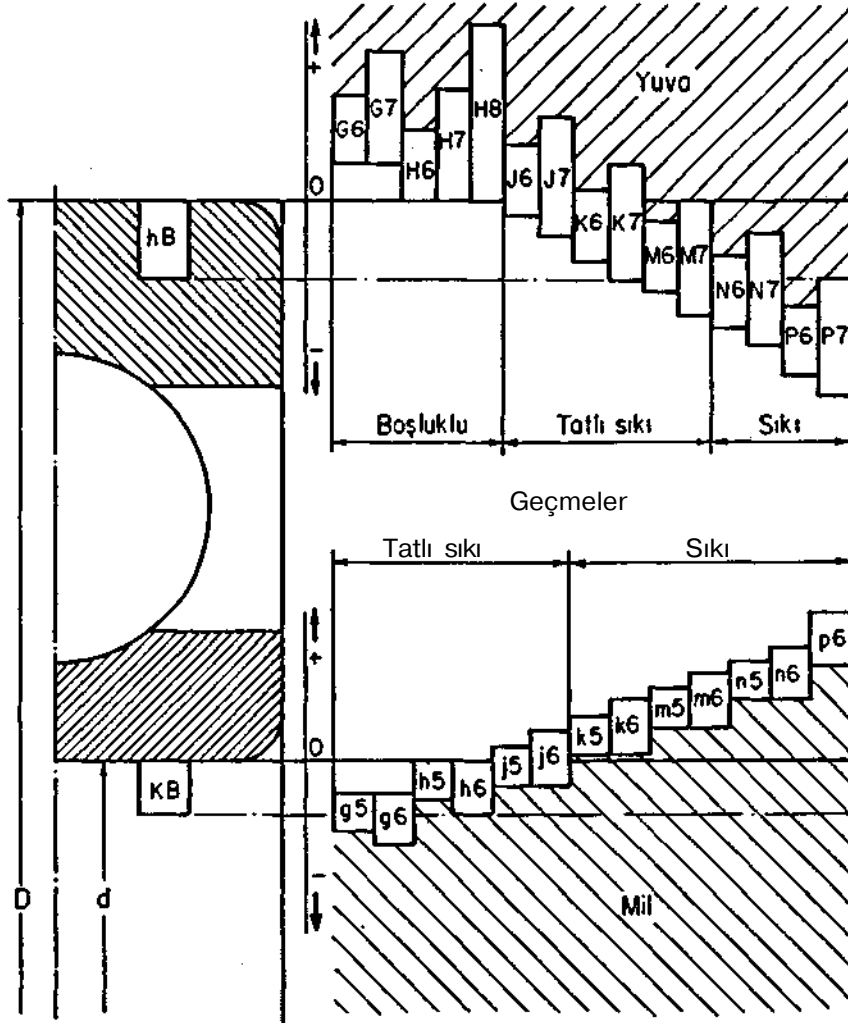 +
Yuva
G6 G7 H6 H7 H8 J6 J7 K6 K7 M6 M7 N6 N7 P6 P7
0
hB
−
Boşluklu Tatlı sıkı Sıkı
Geçmeler
Tatlı sıkı Sıkı
+
0
KB
g5 g6 h5 h6 j5 j6 k5 k6 m5 m6 n5 n6 p6
−
D d
Mil